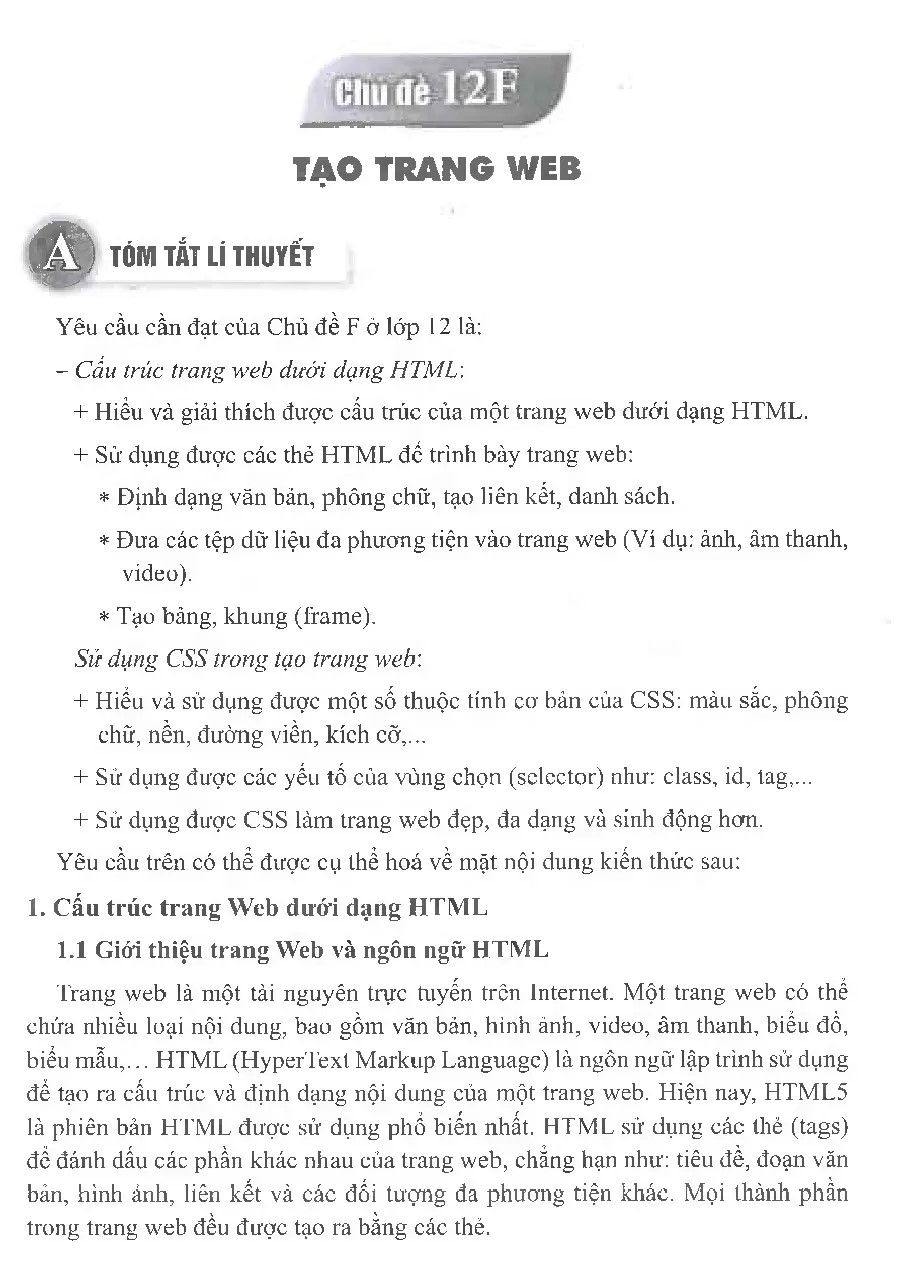 Chủ đề 12F
TẠO TRANG WEB
A TÓM TẮT LÍ THUYẾT
Yêu cầu cần đạt của Chủ đề F ở lớp 12 là:
– Cấu trúc trang web dưới dạng HTML:
+ Hiểu và giải thích được cấu trúc của một trang web dưới dạng HTML.
+ Sử dụng được các thẻ HTML để trình bày trang web:
* Định dạng văn bản, phông chữ, tạo liên kết, danh sách.
* Đưa các tệp dữ liệu đa phương tiện vào trang web (Ví dụ: ảnh, âm thanh,
video).
* Tạo bảng, khung (frame).
Sử dụng CSS trong tạo trang web:
+ Hiểu và sử dụng được một số thuộc tính cơ bản của CSS: màu sắc, phông
chữ, nền, đường viền, kích cỡ,...
+ Sử dụng được các yếu tố của vùng chọn (selector) như: class, id, tag,...
+ Sử dụng được CSS làm trang web đẹp, đa dạng và sinh động hơn.
Yêu cầu trên có thể được cụ thể hoá về mặt nội dung kiến thức sau:
1. Cấu trúc trang Web dưới dạng HTML
1.1 Giới thiệu trang Web và ngôn ngữ HTML
Trang web là một tài nguyên trực tuyến trên Internet. Một trang web có thể
chứa nhiều loại nội dung, bao gồm văn bản, hình ảnh, video, âm thanh, biểu đồ,
biểu mẫu,... HTML (HyperText Markup Language) là ngôn ngữ lập trình sử dụng
để tạo ra cấu trúc và định dạng nội dung của một trang web. Hiện nay, HTML5
là phiên bản HTML được sử dụng phổ biến nhất. HTML sử dụng các thẻ (tags)
để đánh dấu các phần khác nhau của trang web, chẳng hạn như: tiêu đề, đoạn văn
bản, hình ảnh, liên kết và các đối tượng đa phương tiện khác. Mọi thành phần
trong trang web đều được tạo ra bằng các thẻ.